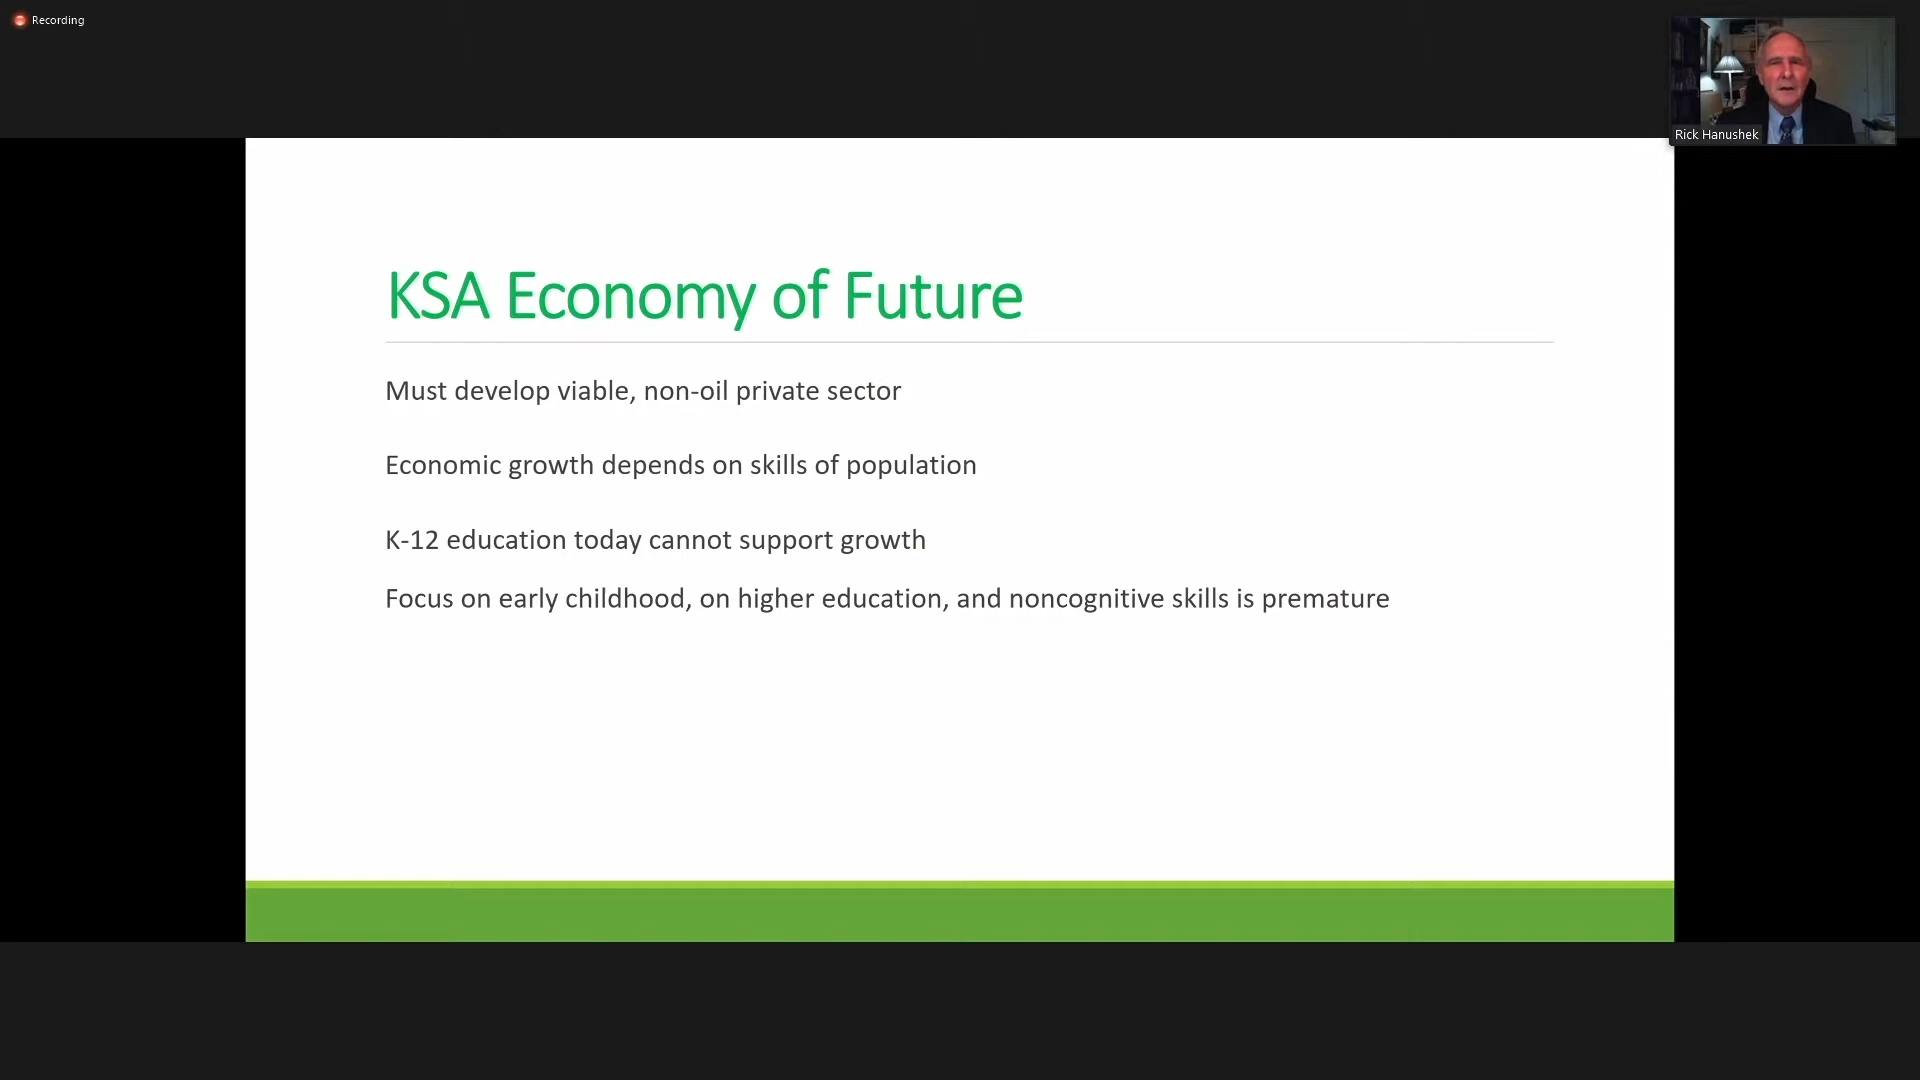 Recording
Rick Hanushek
KSA Economy of Future
Must develop viable, non-oil private sector
Economic growth depends on skills of population
K-12 education today cannot support growth
Focus on early childhood, on higher education, and noncognitive skills is premature